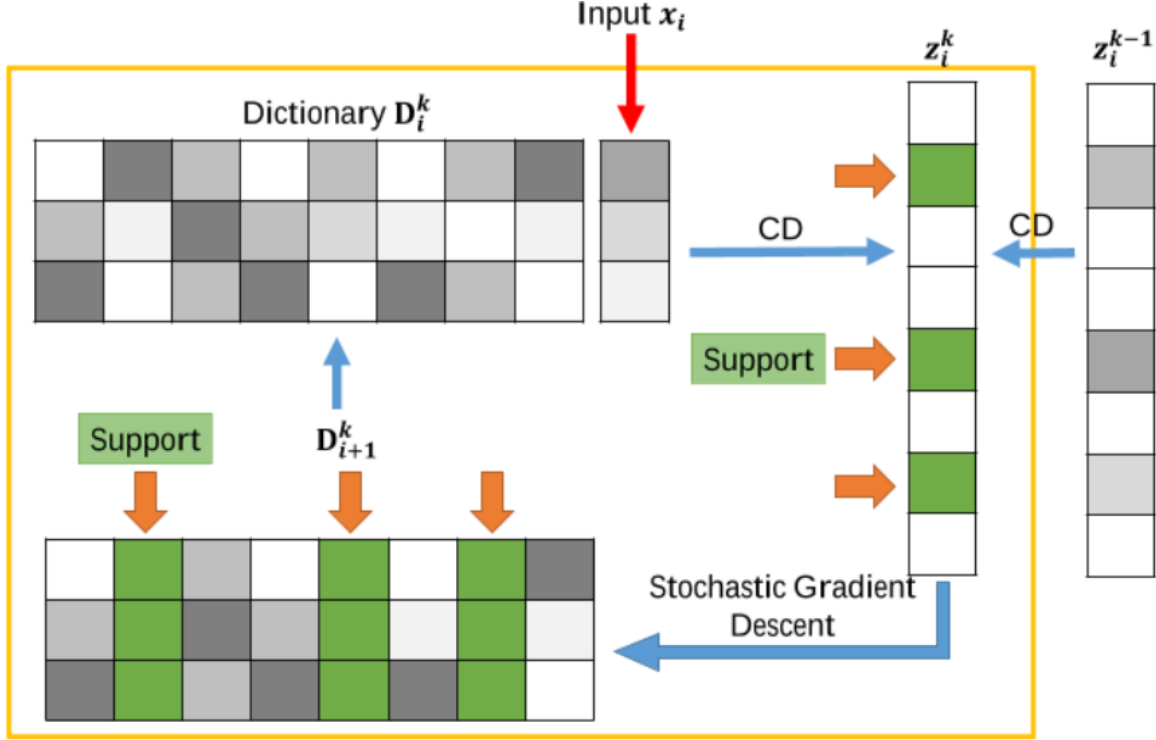 Input x_i
z_i^k
z_i^{k-1}
Dictionary D_i^k
CD
CD
Support
Support
D_{i+1}^k
Stochastic Gradient
Descent